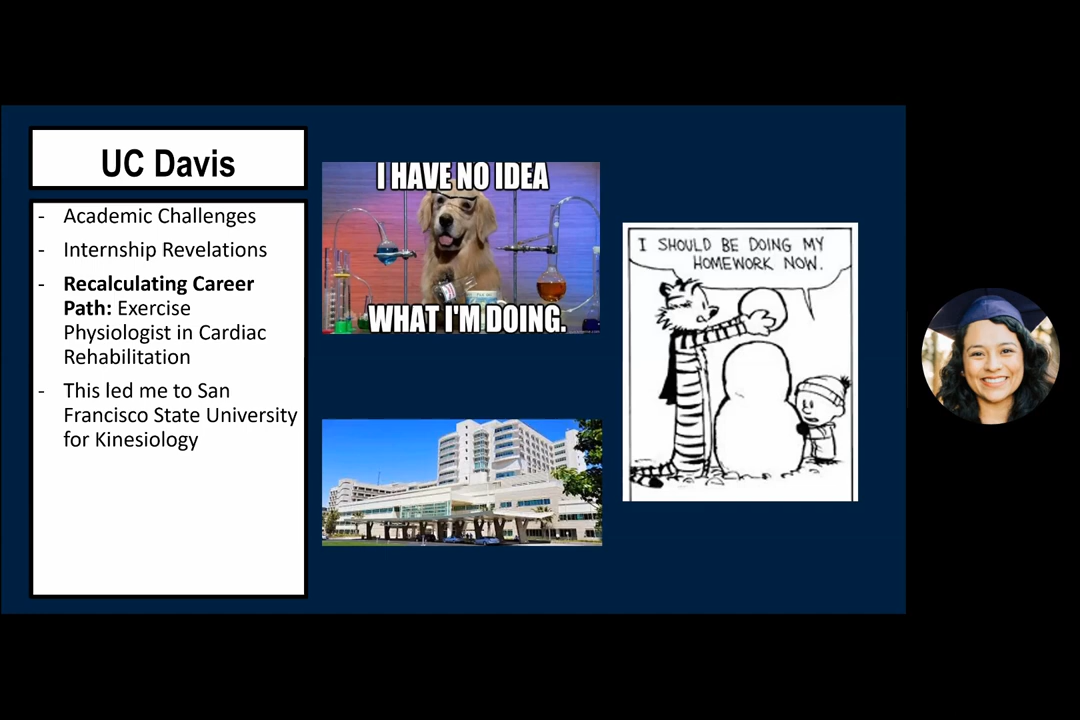 UC Davis
- Academic Challenges
- Internship Revelations
- Recalculating Career
Path: Exercise
Physiologist in Cardiac
Rehabilitation
- This led me to San
Francisco State University
for Kinesiology
I HAVE NO IDEA
WHAT I'M DOING.
I SHOULD BE DOING MY
HOMEWORK NOW.